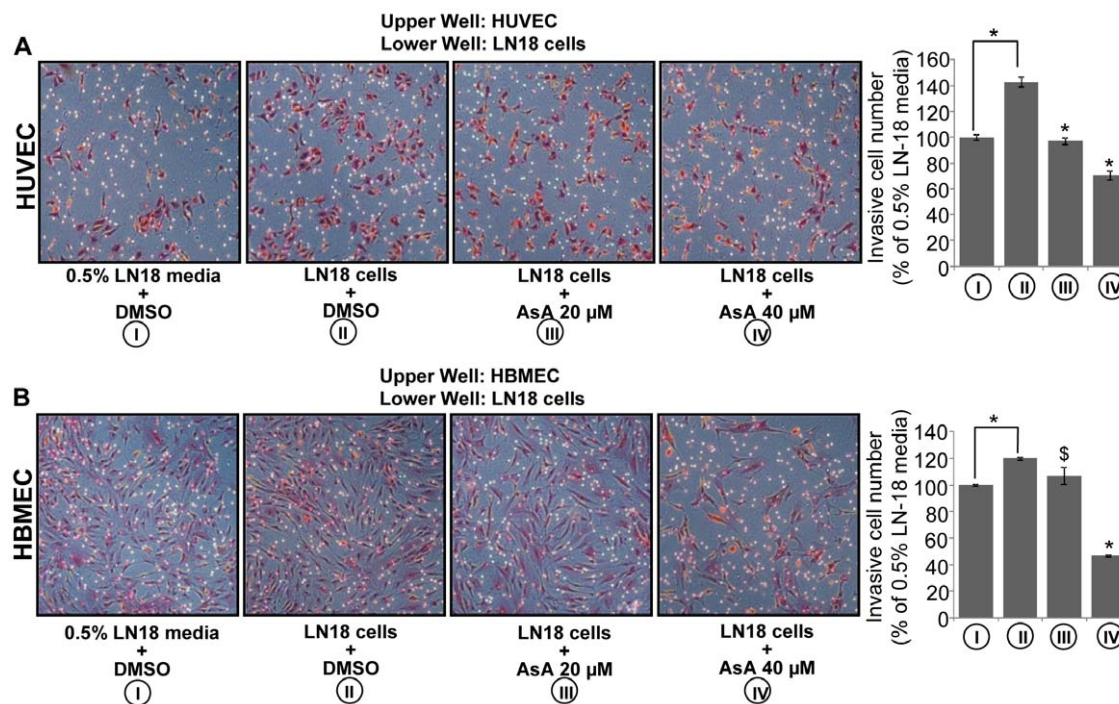 Upper Well: HUVEC
Lower Well: LN18 cells
A
HUVEC
0.5% LN18 media
+
DMSO
I
LN18 cells
+
DMSO
II
LN18 cells
+
AsA 20 µM
III
LN18 cells
+
AsA 40 µM
IV
Invasive cell number
(% of 0.5% LN-18 media)
160
140
120
100
80
60
40
20
0
*
*
*
I II III IV
Upper Well: HBMEC
Lower Well: LN18 cells
B
HBMEC
0.5% LN18 media
+
DMSO
I
LN18 cells
+
DMSO
II
LN18 cells
+
AsA 20 µM
III
LN18 cells
+
AsA 40 µM
IV
Invasive cell number
(% of 0.5% LN-18 media)
140
120
100
80
60
40
20
0
*
$
*
I II III IV